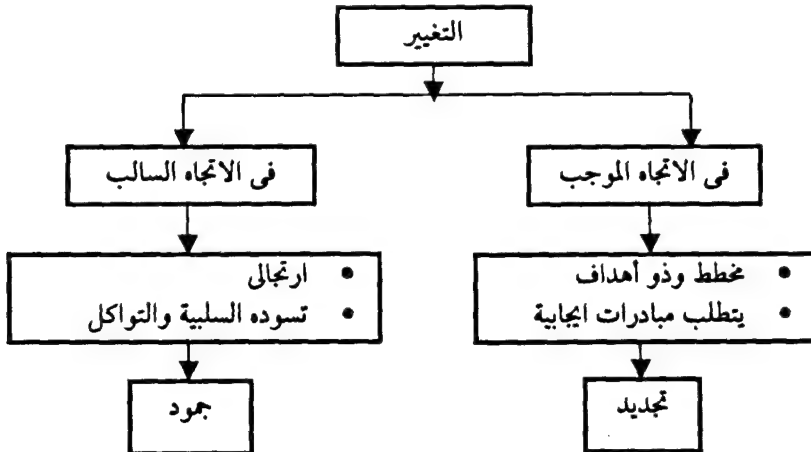 التغيير
فى الاتجاه الموجب
فى الاتجاه السالب
• مخطط وذو أهداف
• يتطلب مبادرات ايجابية
• ارتجالى
• تسوده السلبية والتواكل
تجديد
جمود